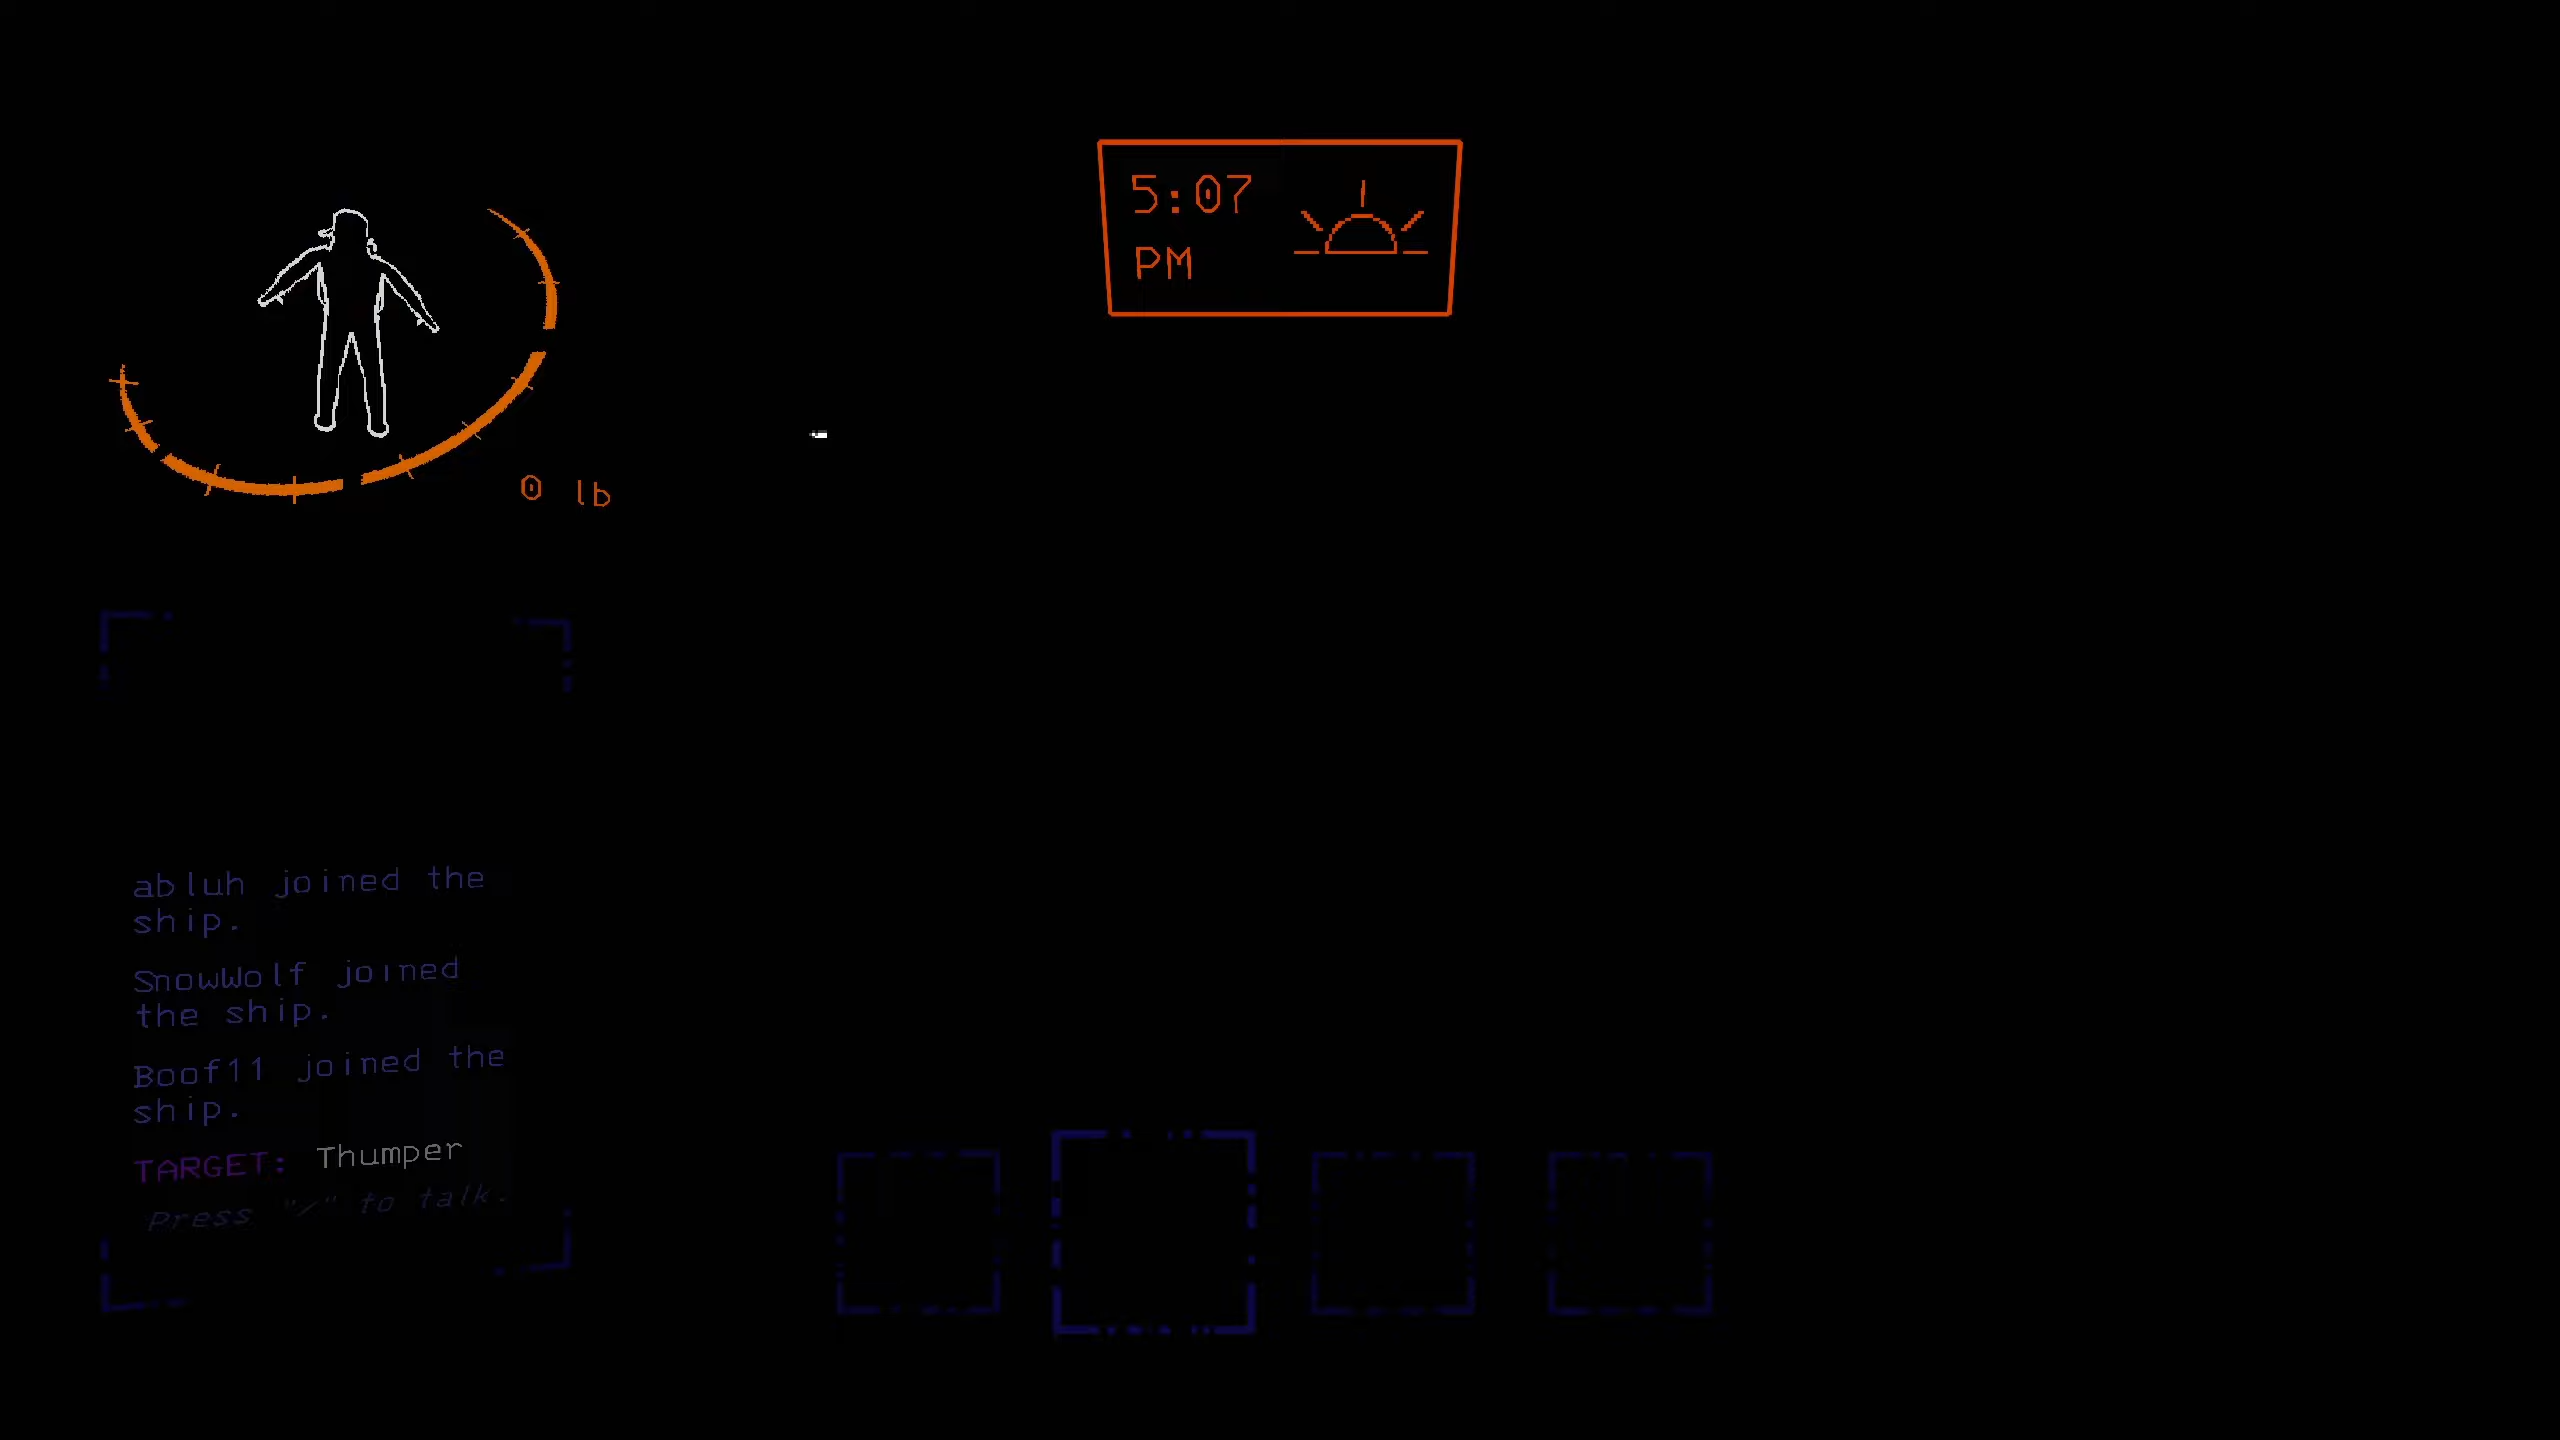 5:07
PM
0 lb
abluh joined the
ship.
SnowWolf joined
the ship.
Boof11 joined the
ship.
TARGET: Thumper
Press "/" to talk.